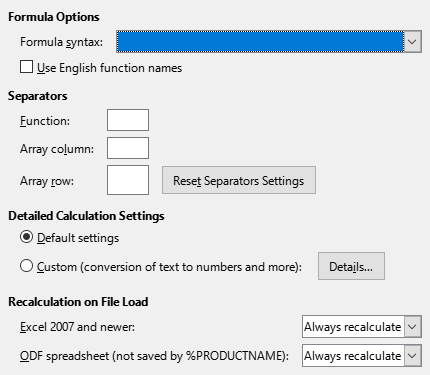 Formula Options
Formula syntax:
Use English function names
Separators
Function:
Array column:
Array row:
Reset Separators Settings
Detailed Calculation Settings
Default settings
Custom (conversion of text to numbers and more):
Details...
Recalculation on File Load
Excel 2007 and newer:
Always recalculate
ODF spreadsheet (not saved by %PRODUCTNAME):
Always recalculate